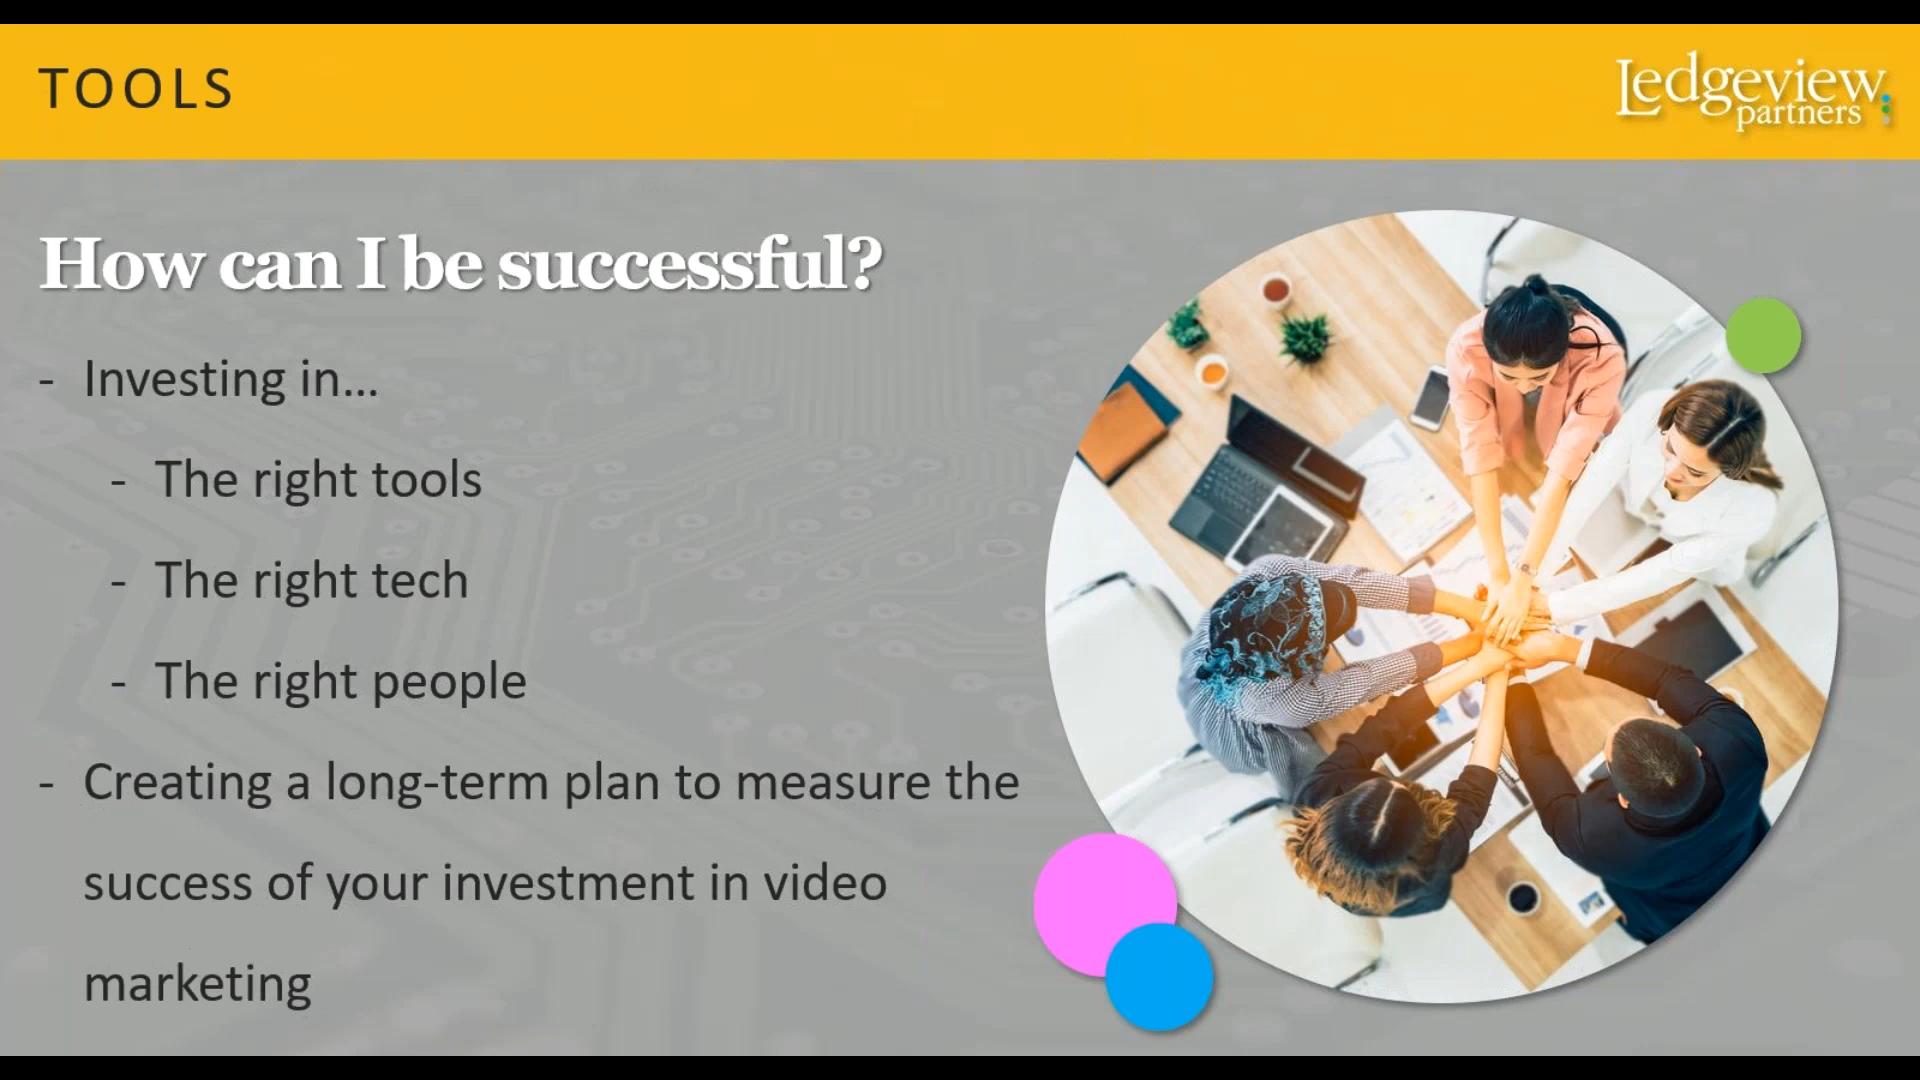 TOOLS
Ledgeview
partners
How can I be successful?
- Investing in...
- The right tools
- The right tech
- The right people
- Creating a long-term plan to measure the
success of your investment in video
marketing